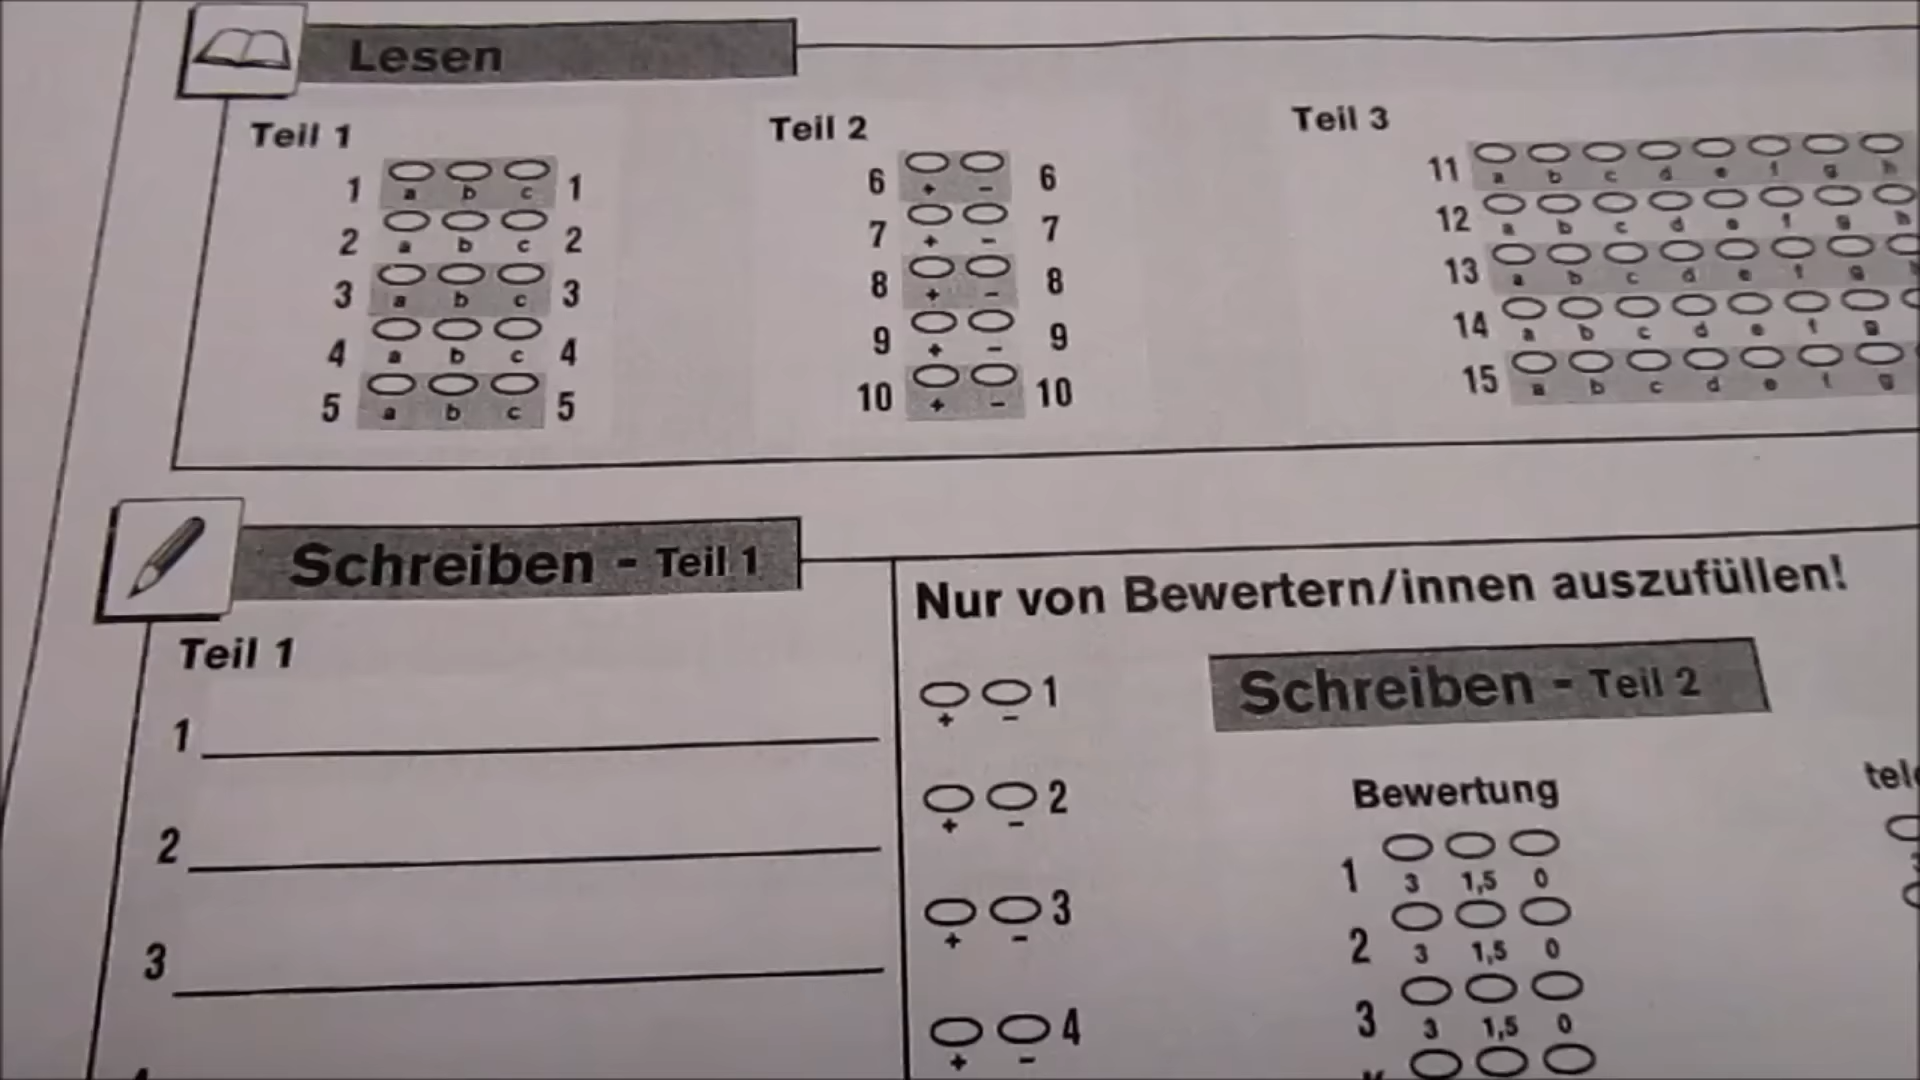 Lesen
Teil 1
1 a b c 1
2 a b c 2
3 a b c 3
4 a b c 4
5 a b c 5
Teil 2
6 + - 6
7 + - 7
8 + - 8
9 + - 9
10 + - 10
Teil 3
11 a b c d e f g h
12 a b c d e f g h
13 a b c d e f g h
14 a b c d e f g
15 a b c d e f g
Schreiben - Teil 1
Teil 1
1
2
3
Nur von Bewertern/innen auszufüllen!
+ - 1
+ - 2
+ - 3
+ - 4
Schreiben - Teil 2
Bewertung
1 3 1,5 0
2 3 1,5 0
3 3 1,5 0